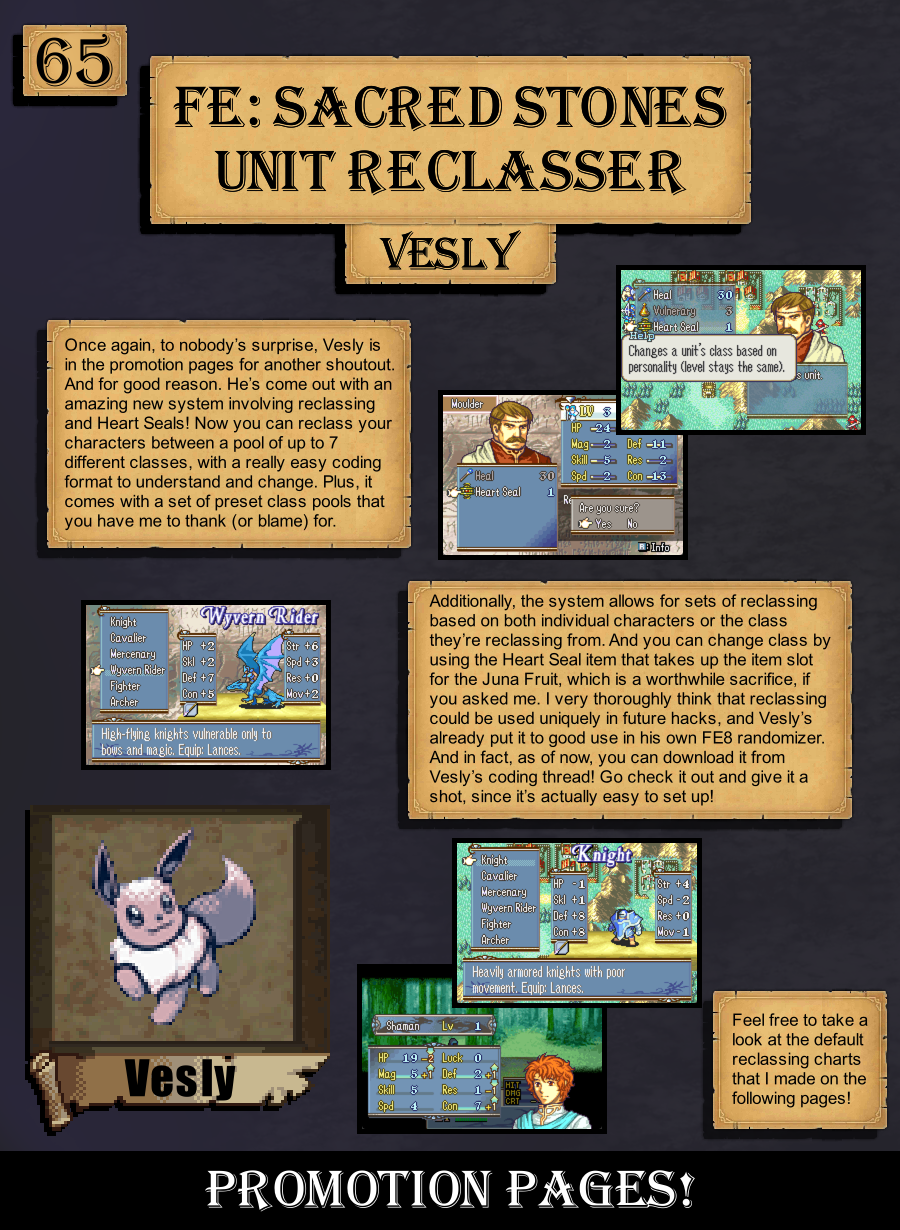 65
FE: SACRED STONES
UNIT RECLASSER
VESLY
Once again, to nobody's surprise, Vesly is
in the promotion pages for another shoutout.
And for good reason. He's come out with an
amazing new system involving reclassing
and Heart Seals! Now you can reclass your
characters between a pool of up to 7
different classes, with a really easy coding
format to understand and change. Plus, it
comes with a set of preset class pools that
you have me to thank (or blame) for.
Heal 30
Vulnerary 3
Heart Seal 1
Help
Changes a unit's class based on
personality (level stays the same).
s unit.
Moulder
LV 3
HP 24
Mag 2 Def 11
Skill 5 Res 2
Spd 2 Con 13
Heal 30
Heart Seal 1
Re
Are you sure?
Yes No
R: Info
Wyvern Rider
Knight
Cavalier
Mercenary
Wyvern Rider
Fighter
Archer
HP +2 Str +6
Skl +2 Spd +3
Def +7 Res +0
Con +5 Mov +2
High-flying knights vulnerable only to
bows and magic. Equip: Lances.
Additionally, the system allows for sets of reclassing
based on both individual characters or the class
they're reclassing from. And you can change class by
using the Heart Seal item that takes up the item slot
for the Juna Fruit, which is a worthwhile sacrifice, if
you asked me. I very thoroughly think that reclassing
could be used uniquely in future hacks, and Vesly's
already put it to good use in his own FE8 randomizer.
And in fact, as of now, you can download it from
Vesly's coding thread! Go check it out and give it a
shot, since it's actually easy to set up!
Vesly
Knight
Knight
Cavalier
Mercenary
Wyvern Rider
Fighter
Archer
HP -1 Str +4
Skl +1 Spd -2
Def +8 Res +0
Con +8 Mov -1
Heavily armored knights with poor
movement. Equip: Lances.
Shaman Lv 1
HP 19 -2 Luck 0
Mag 5 +1 Def 2 +1
Skill 5 Res 1 -1
Spd 4 Con 7 +1
HIT
DMG
CRT
Feel free to take a
look at the default
reclassing charts
that I made on the
following pages!
PROMOTION PAGES!